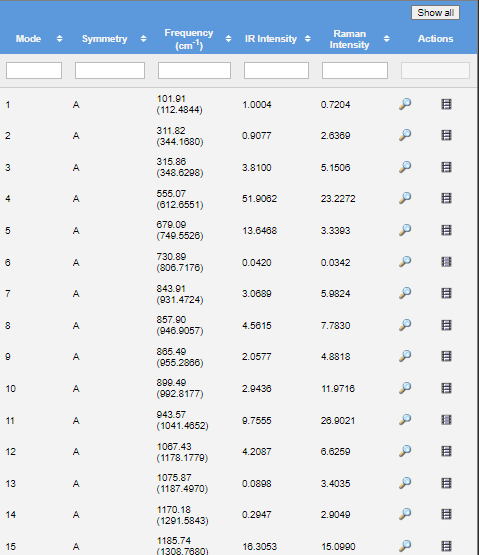 Show all
Mode Symmetry Frequency (cm-1) IR Intensity Raman Intensity Actions
1 A 101.91 (112.4844) 1.0004 0.7204
2 A 311.82 (344.1680) 0.9077 2.6369
3 A 315.86 (348.6298) 3.8100 5.1506
4 A 555.07 (612.6551) 51.9062 23.2272
5 A 679.09 (749.5526) 13.6468 3.3393
6 A 730.89 (806.7176) 0.0420 0.0342
7 A 843.91 (931.4724) 3.0689 5.9824
8 A 857.90 (946.9057) 4.5615 7.7830
9 A 865.49 (955.2866) 2.0577 4.8818
10 A 899.49 (992.8177) 2.9436 11.9716
11 A 943.57 (1041.4652) 9.7555 26.9021
12 A 1067.43 (1178.1779) 4.2087 6.6259
13 A 1075.87 (1187.4970) 0.0898 3.4035
14 A 1170.18 (1291.5843) 0.2947 2.9049
15 A 1185.74 (1308.7680) 16.3053 15.0990